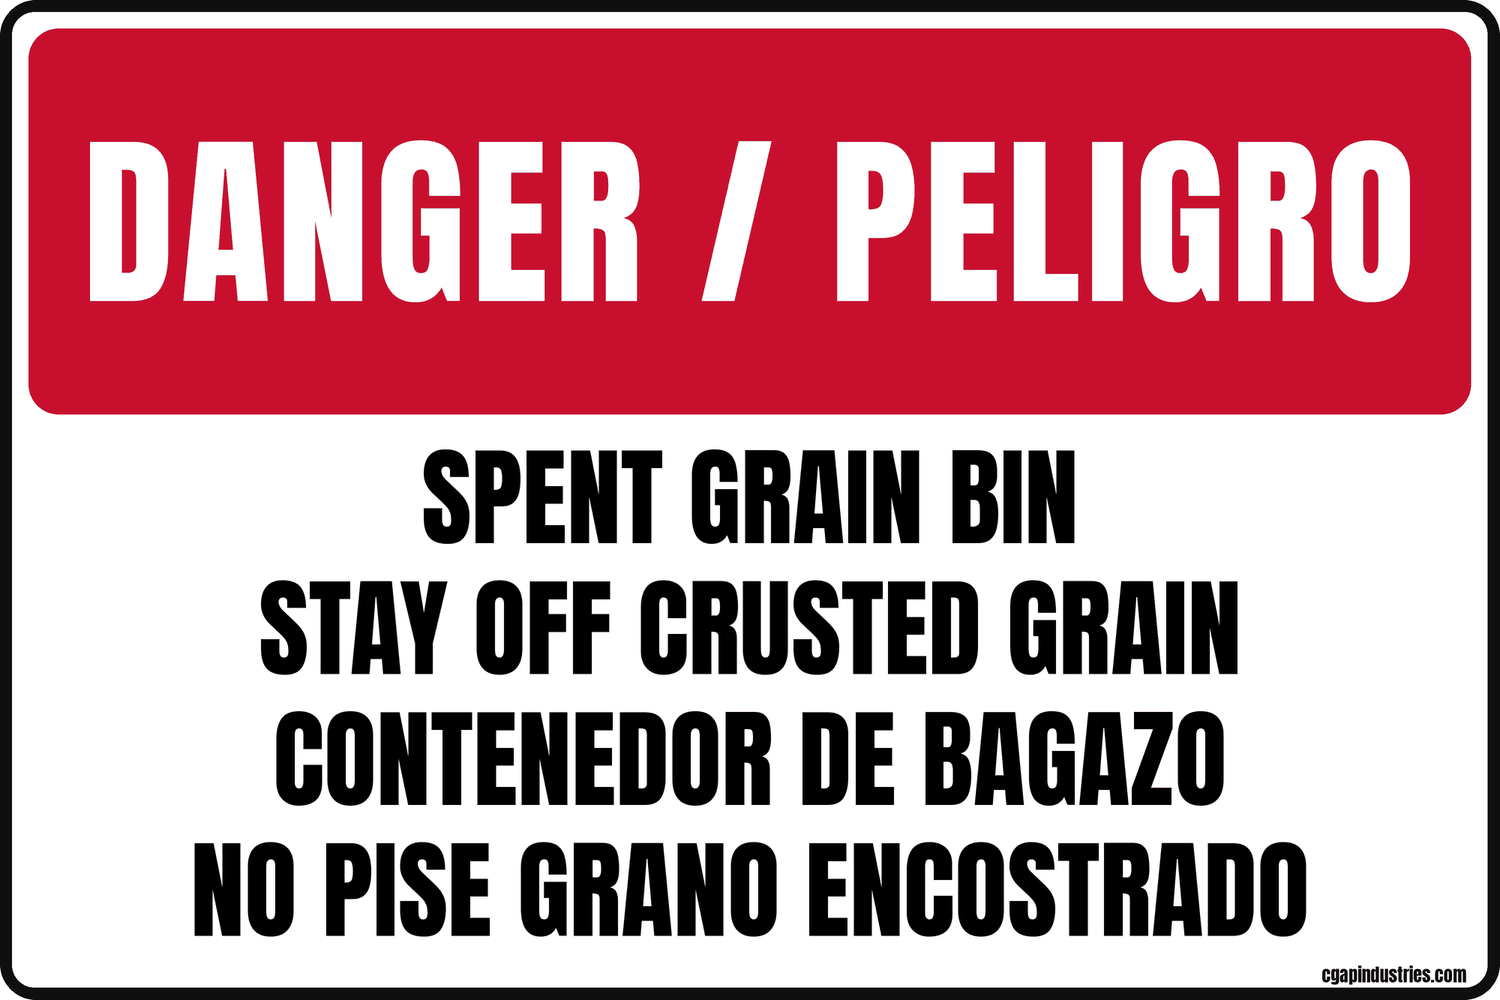 DANGER / PELIGRO
SPENT GRAIN BIN
STAY OFF CRUSTED GRAIN
CONTENEDOR DE BAGAZO
NO PISE GRANO ENCOSTRADO
cgapindustries.com